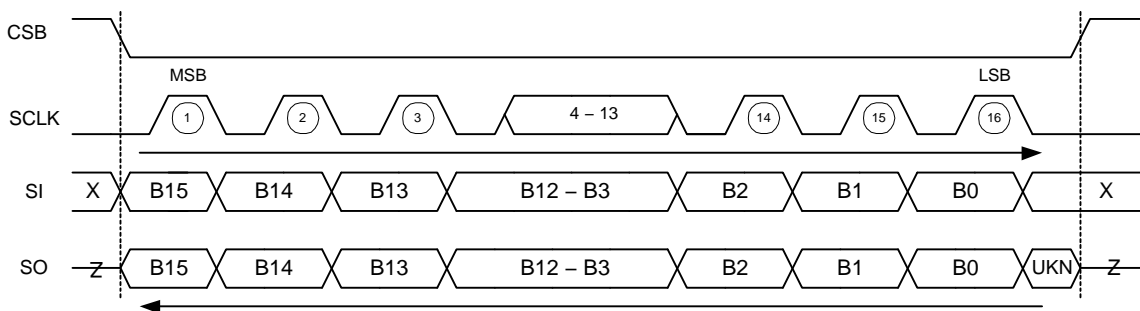 CSB
MSB LSB
SCLK 1 2 3 4 – 13 14 15 16
SI X B15 B14 B13 B12 – B3 B2 B1 B0 X
SO Z B15 B14 B13 B12 – B3 B2 B1 B0 UKN Z